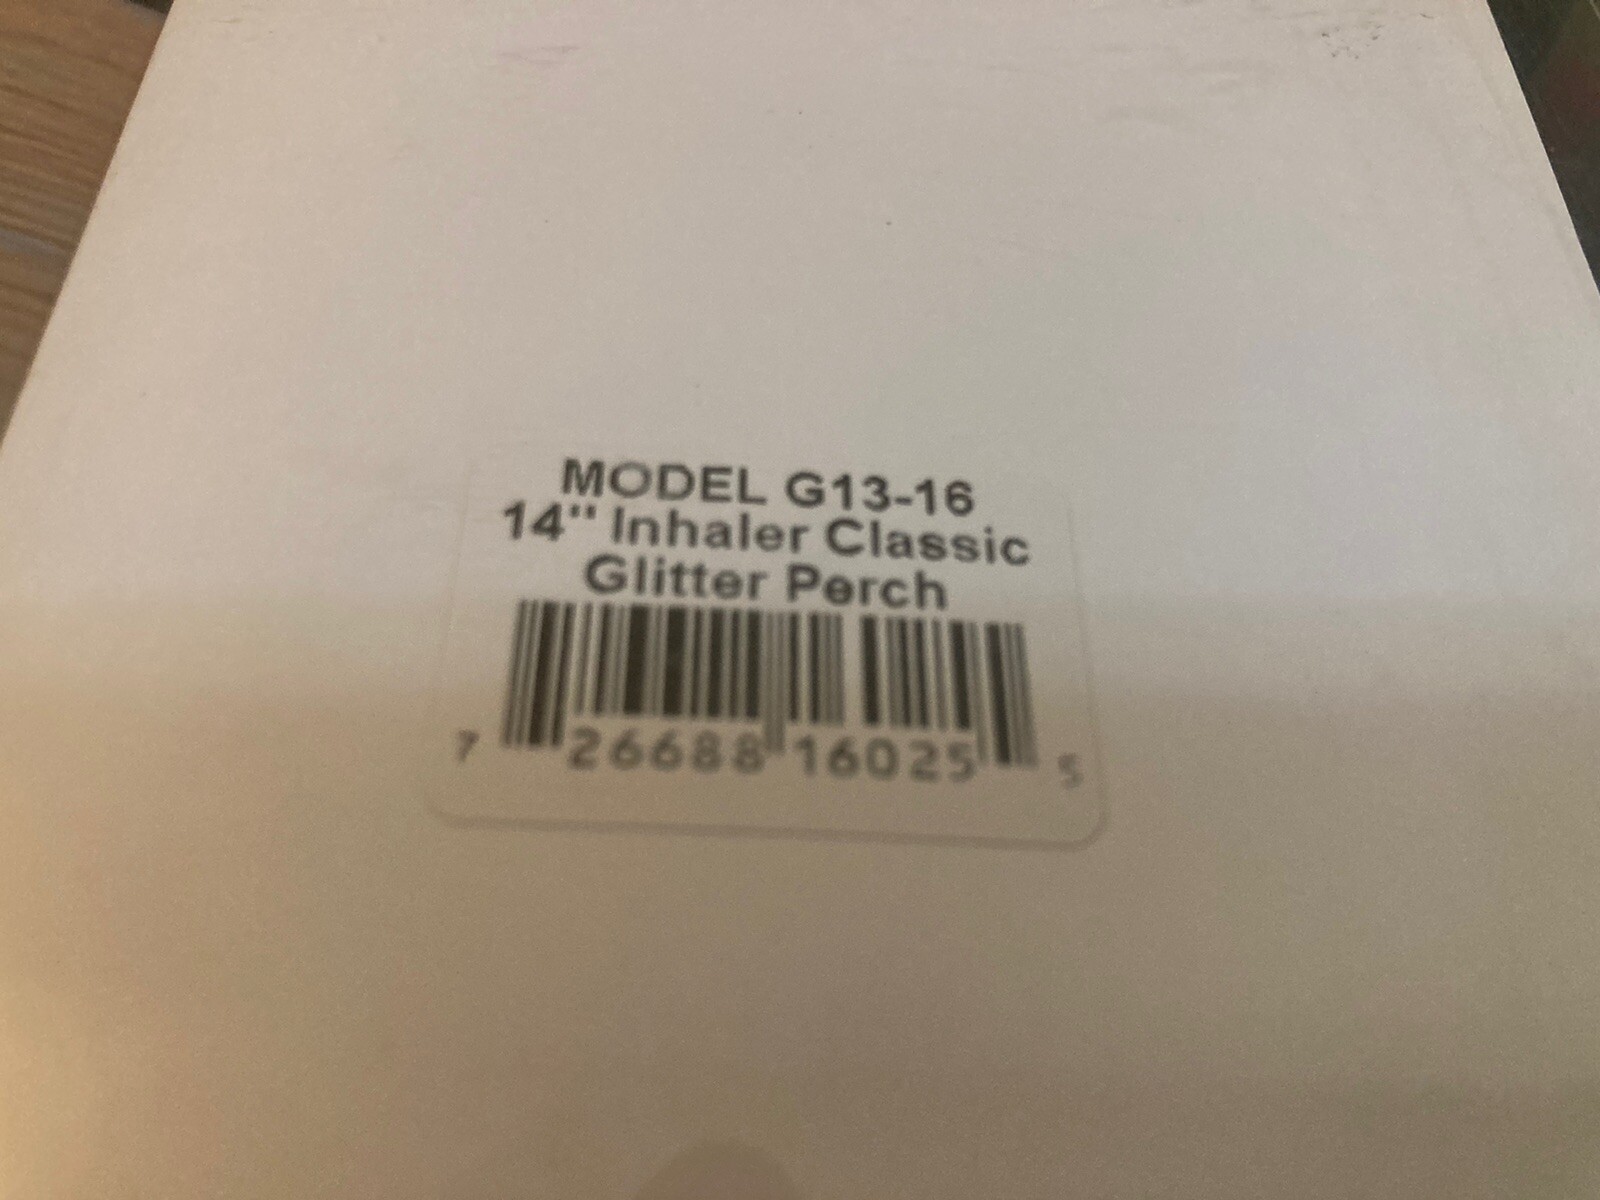 MODEL G13-16
14" Inhaler Classic
Glitter Perch
7 26688 16025 5